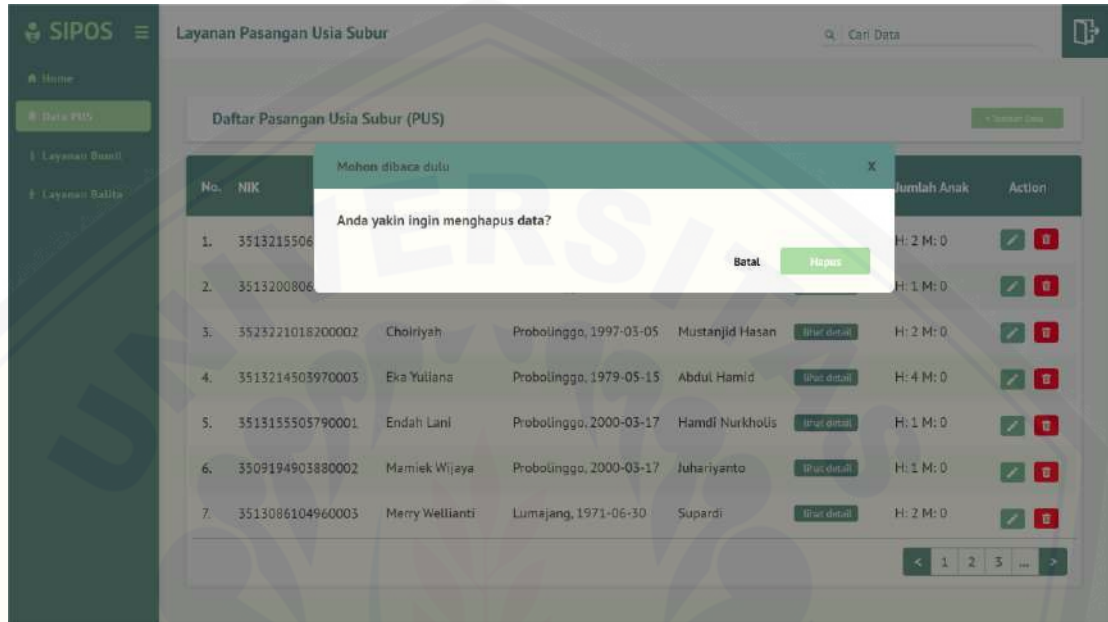 SIPOS
Layanan Pasangan Usia Subur
Cari Data
Home
Data PUS
Daftar Pasangan Usia Subur (PUS)
+ Tambah Data
Layanan Bumil
Layanan Balita
Mohon dibaca dulu X
No. NIK Jumlah Anak Action
Anda yakin ingin menghapus data?
Batal Hapus
1. 3513215506 H: 2 M: 0
2. 3513200806 H: 1 M: 0
3. 3523221018200002 Choiriyah Probolinggo, 1997-03-05 Mustanjid Hasan lihat detail H: 2 M: 0
4. 3513214503970003 Eka Yuliana Probolinggo, 1979-05-15 Abdul Hamid lihat detail H: 4 M: 0
5. 3513155505790001 Endah Lani Probolinggo, 2000-03-17 Hamdi Nurkholis lihat detail H: 1 M: 0
6. 3509194903880002 Mamiek Wijaya Probolinggo, 2000-03-17 Juhariyanto lihat detail H: 1 M: 0
7. 3513086104960003 Merry Wellianti Lumajang, 1971-06-30 Supardi lihat detail H: 2 M: 0
< 1 2 3 ... >
UNIVERSITAS